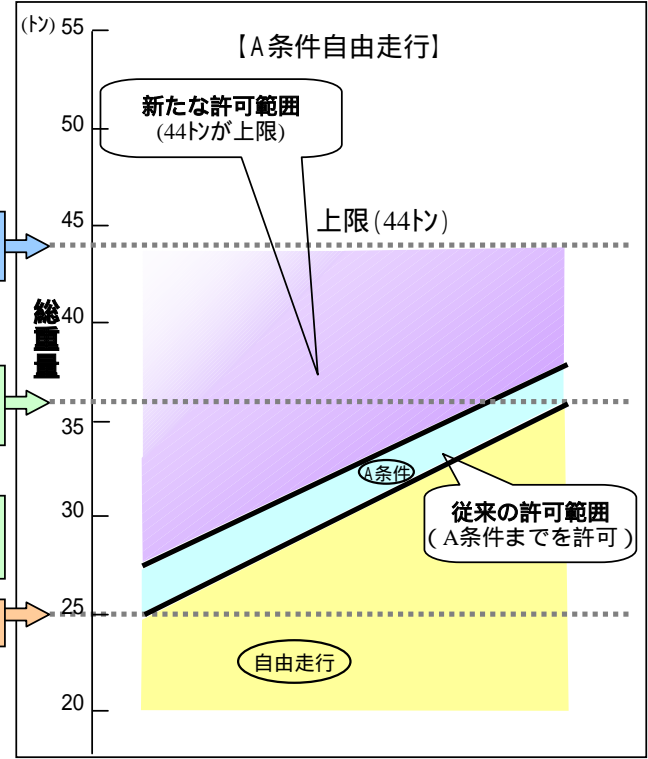 (トン)
55
【A条件自由走行】
新たな許可範囲
(44トンが上限)
50
45
上限(44トン)
総重量
40
35
A条件
従来の許可範囲
(A条件までを許可)
30
25
自由走行
20